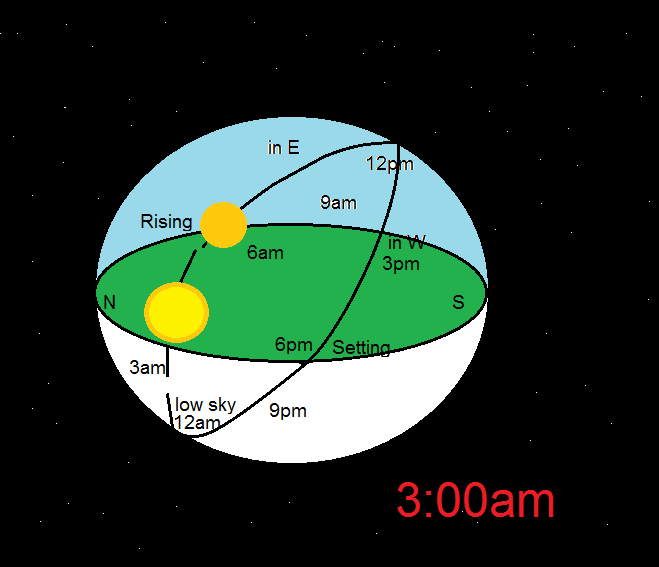 in E
12pm
9am
Rising
in W
6am
3pm
N
S
6pm
Setting
3am
low sky
9pm
12am
3:00am